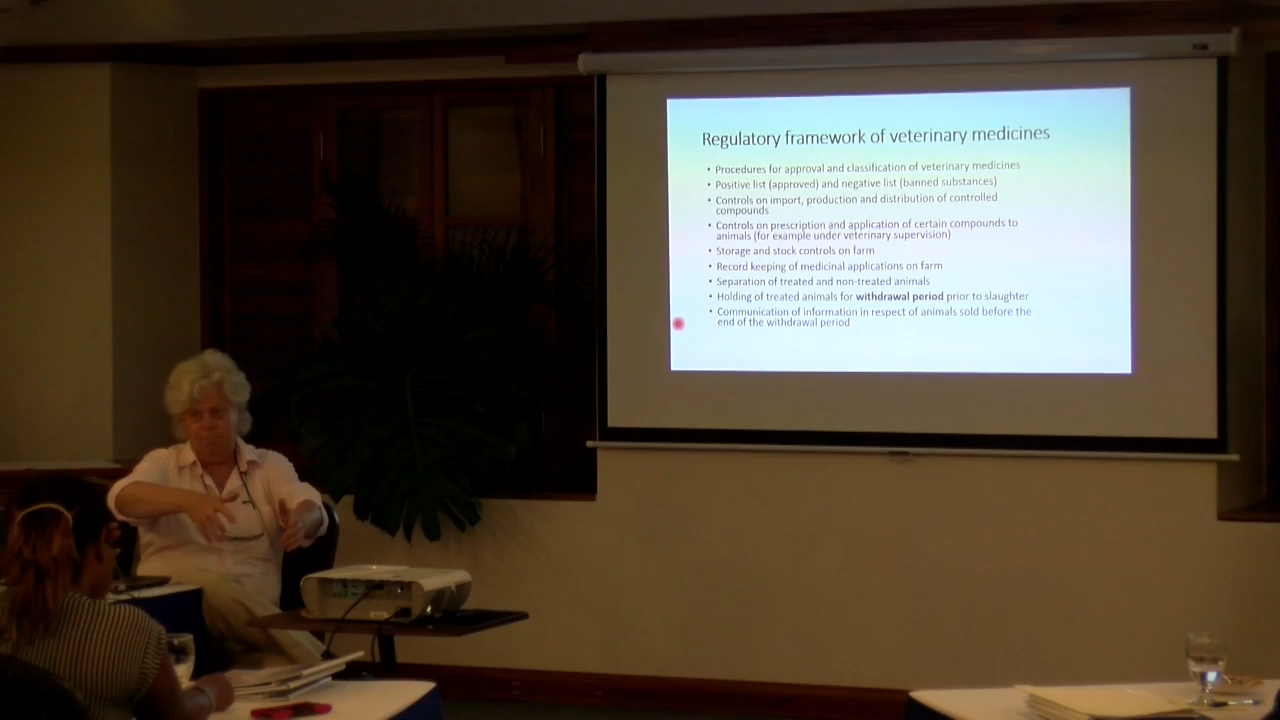 Regulatory framework of veterinary medicines
• Procedures for approval and classification of veterinary medicines
• Positive list (approved) and negative list (banned substances)
• Controls on import, production and distribution of controlled
compounds
• Controls on prescription and application of certain compounds to
animals (for example under veterinary supervision)
• Storage and stock controls on farm
• Record keeping of medicinal applications on farm
• Separation of treated and non-treated animals
• Holding of treated animals for withdrawal period prior to slaughter
• Communication of information in respect of animals sold before the
end of the withdrawal period